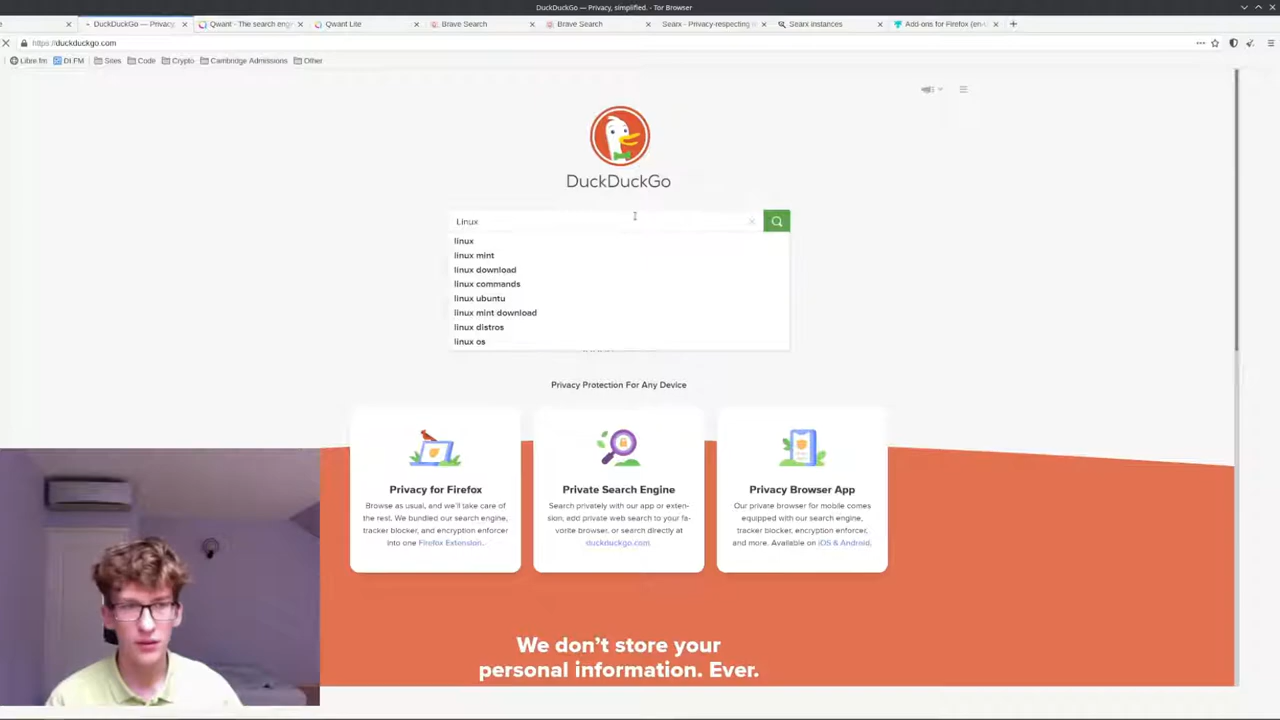 DuckDuckGo — Privacy, simplified. - Tor Browser
DuckDuckGo — Privacy,
Qwant - The search eng
Qwant Lite
Brave Search
Brave Search
Searx - Privacy-respecting
Searx instances
Add-ons for Firefox (en-
https://duckduckgo.com
Libre.fm
DI.FM
Sites
Code
Crypto
Cambridge Admissions
Other
DuckDuckGo
Linux
linux
linux mint
linux download
linux commands
linux ubuntu
linux mint download
linux distros
linux os
Privacy Protection For Any Device
Privacy for Firefox
Browse as usual, and we'll take care of
the rest. We bundled our search engine,
tracker blocker, and encryption enforcer
into one Firefox Extension.
Private Search Engine
Search privately with our app or exten-
sion, add private web search to your fa-
vorite browser, or search directly at
duckduckgo.com.
Privacy Browser App
Our private browser for mobile comes
equipped with our search engine,
tracker blocker, encryption enforcer,
and more. Available on iOS & Android.
We don't store your
personal information. Ever.